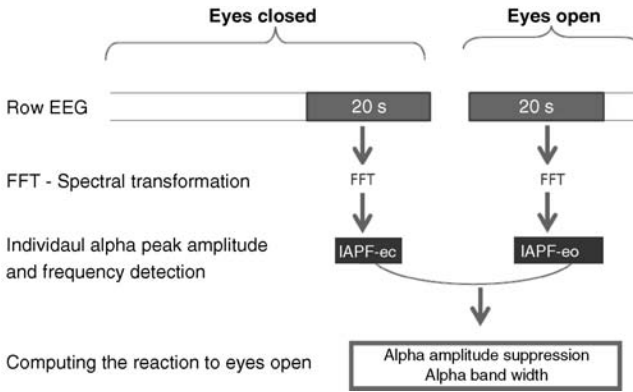 Eyes closed
Eyes open
Row EEG
20 s
20 s
FFT - Spectral transformation
FFT
FFT
Individaul alpha peak amplitude
and frequency detection
IAPF-ec
IAPF-eo
Computing the reaction to eyes open
Alpha amplitude suppression
Alpha band width